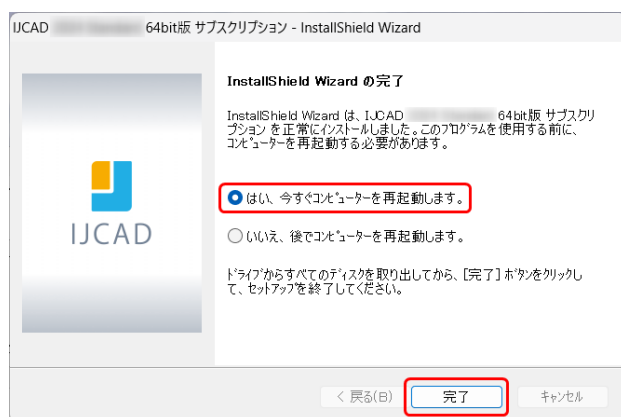 IJCAD 64bit版 サブスクリプション - InstallShield Wizard
InstallShield Wizard の完了
InstallShield Wizard は、IJCAD 64bit版 サブスクリ
プション を正常にインストールしました。このプログラムを使用する前に、
コンピューターを再起動する必要があります。
IJCAD
はい、今すぐコンピューターを再起動します。
いいえ、後でコンピューターを再起動します。
ドライブからすべてのディスクを取り出してから、[完了] ボタンをクリックし
て、セットアップを終了してください。
< 戻る(B)
完了
キャンセル